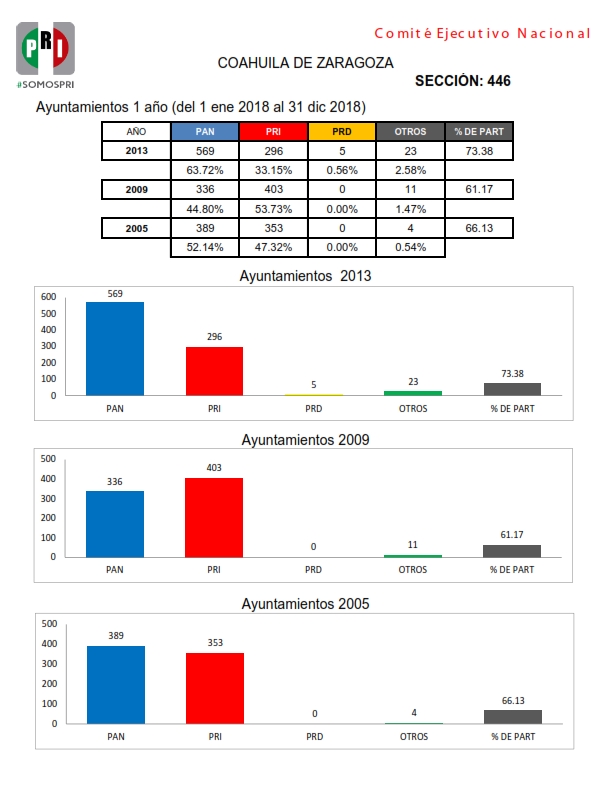 Comité Ejecutivo Nacional
PRI
#SOMOSPRI
COAHUILA DE ZARAGOZA
SECCIÓN: 446
Ayuntamientos 1 año (del 1 ene 2018 al 31 dic 2018)
AÑO PAN PRI PRD OTROS % DE PART
2013 569 296 5 23 73.38
63.72% 33.15% 0.56% 2.58%
2009 336 403 0 11 61.17
44.80% 53.73% 0.00% 1.47%
2005 389 353 0 4 66.13
52.14% 47.32% 0.00% 0.54%
Ayuntamientos 2013
600
500
400
300
200
100
0
569
296
5
23
73.38
PAN PRI PRD OTROS % DE PART
Ayuntamientos 2009
500
400
300
200
100
0
336
403
0
11
61.17
PAN PRI PRD OTROS % DE PART
Ayuntamientos 2005
500
400
300
200
100
0
389
353
0
4
66.13
PAN PRI PRD OTROS % DE PART